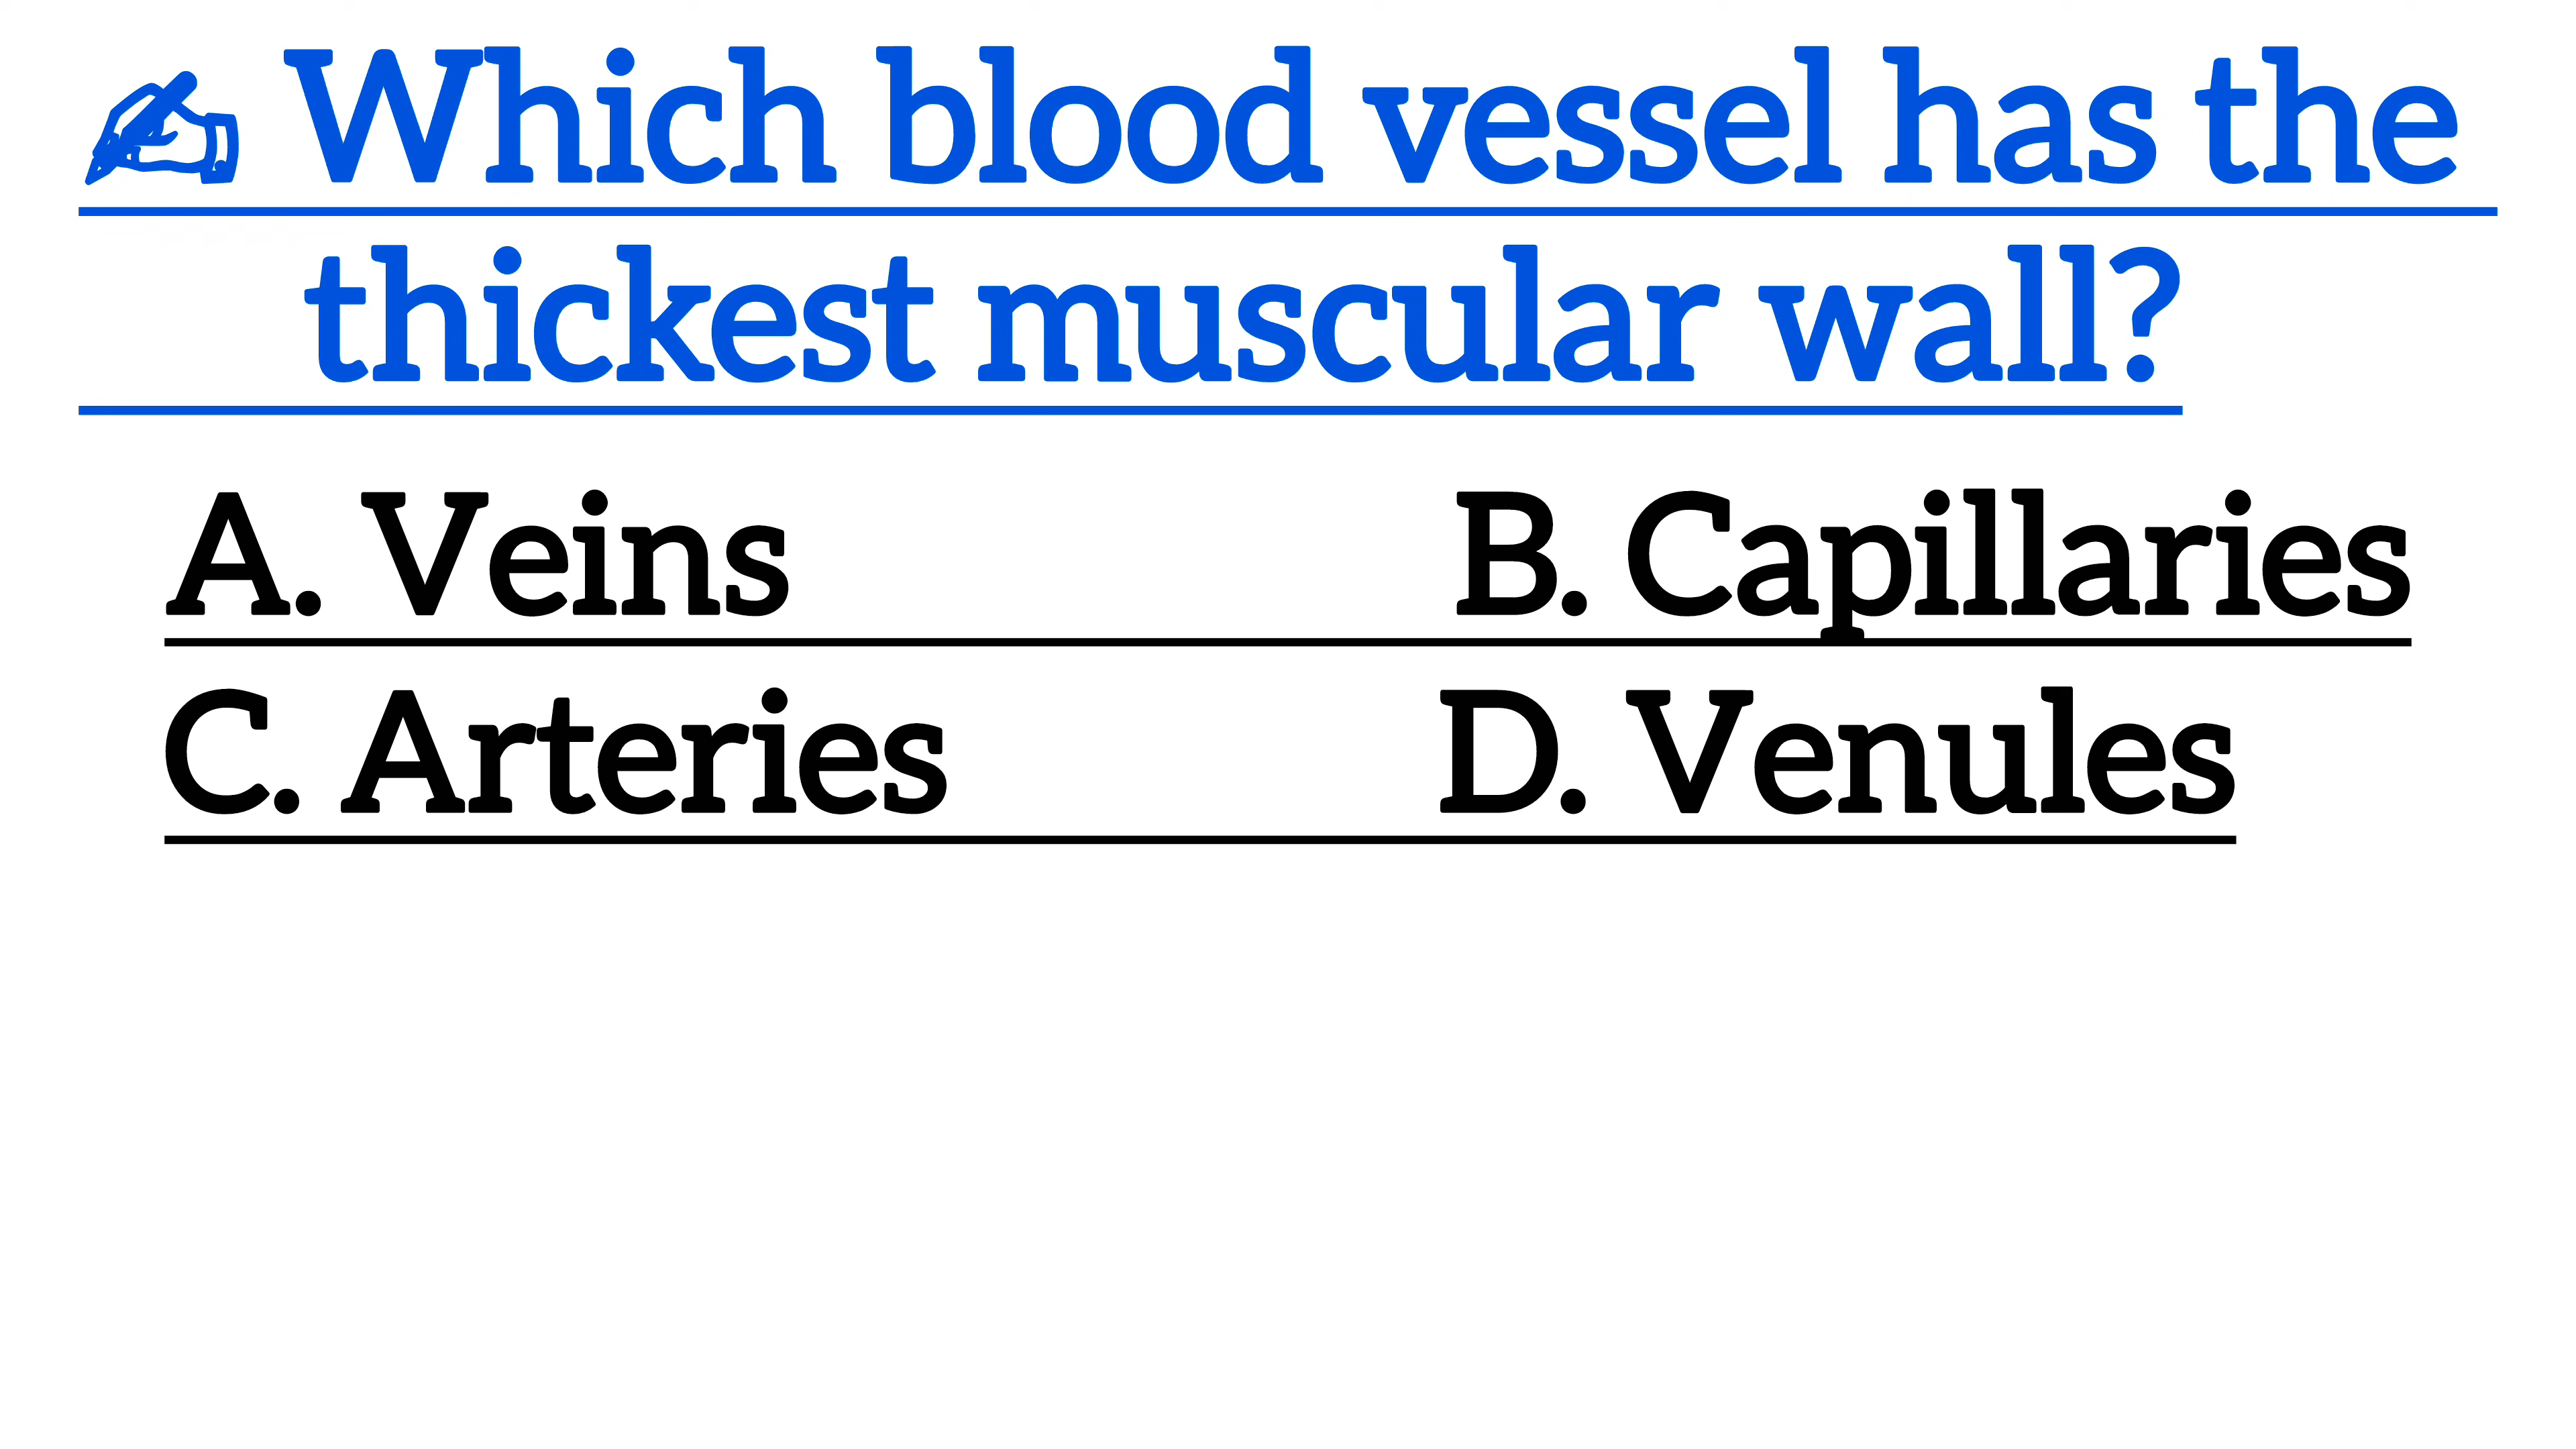 ✍ Which blood vessel has the
thickest muscular wall?
A. Veins B. Capillaries
C. Arteries D. Venules